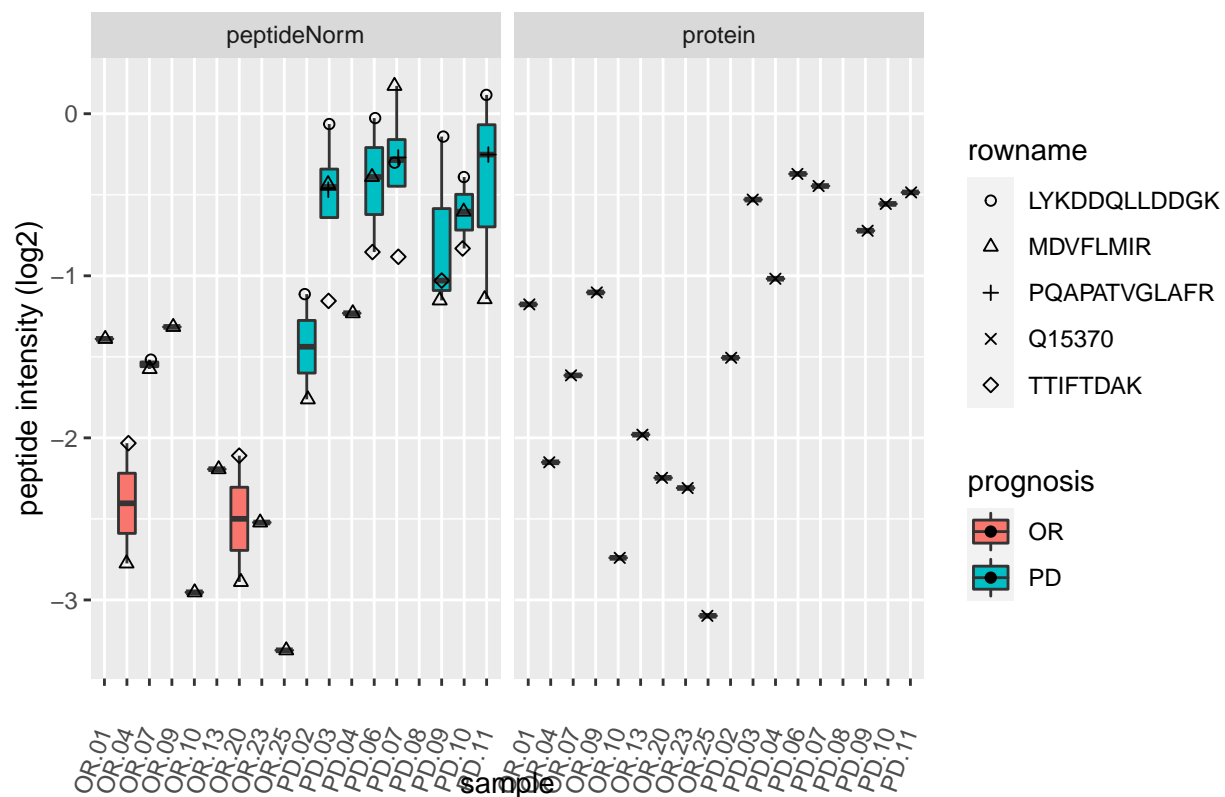 peptideNorm
protein
peptide intensity (log2)
0
−1
−2
−3
OR.01
OR.04
OR.07
OR.09
OR.10
OR.13
OR.20
OR.23
OR.25
PD.02
PD.03
PD.04
PD.06
PD.07
PD.08
PD.09
PD.10
PD.11
OR.01
OR.04
OR.07
OR.09
OR.10
OR.13
OR.20
OR.23
OR.25
PD.02
PD.03
PD.04
PD.06
PD.07
PD.08
PD.09
PD.10
PD.11
sample
rowname
LYKDDQLLDDGK
MDVFLMIR
PQAPATVGLAFR
Q15370
TTIFTDAK
prognosis
OR
PD